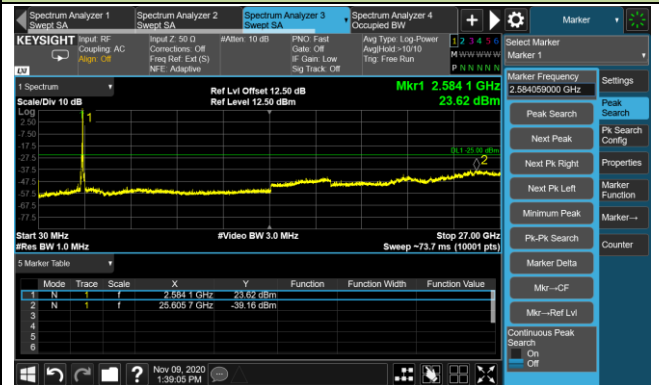 Spectrum Analyzer 1
Swept SA
Spectrum Analyzer 2
Swept SA
Spectrum Analyzer 3
Swept SA
Spectrum Analyzer 4
Occupied BW
+
Marker
KEYSIGHT
LXI
Input: RF
Coupling: AC
Align: Off
Input Z: 50 Ω
Corrections: Off
Freq Ref: Ext (S)
NFE: Adaptive
#Atten: 10 dB
PNO: Fast
Gate: Off
IF Gain: Low
Sig Track: Off
Avg Type: Log-Power
Avg|Hold:>10/10
Trig: Free Run
1 2 3 4 5 6
M W W W W W
P N N N N N
Select Marker
Marker 1
Marker Frequency
2.584059000 GHz
Peak Search
Next Peak
Next Pk Right
Next Pk Left
Minimum Peak
Pk-Pk Search
Marker Delta
Mkr→CF
Mkr→Ref Lvl
Continuous Peak
Search
On
Off
Settings
Peak
Search
Pk Search
Config
Properties
Marker
Function
Marker→
Counter
1 Spectrum
Scale/Div 10 dB
Ref Lvl Offset 12.50 dB
Ref Level 12.50 dBm
Mkr1 2.584 1 GHz
23.62 dBm
Log
2.50
-7.50
-17.5
-27.5
-37.5
-47.5
-57.5
-67.5
-77.5
1
DL1 -25.00 dBm
2
Start 30 MHz
#Res BW 1.0 MHz
#Video BW 3.0 MHz
Stop 27.00 GHz
Sweep ~73.7 ms (10001 pts)
5 Marker Table
Mode Trace Scale X Y Function Function Width Function Value
1 N 1 f 2.584 1 GHz 23.62 dBm
2 N 1 f 25.605 7 GHz -39.16 dBm
3
4
5
6
?
Nov 09, 2020
1:39:05 PM